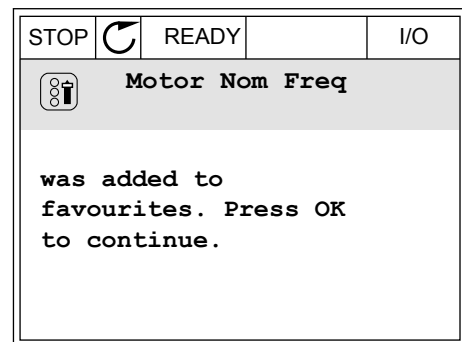 STOP READY I/O
Motor Nom Freq
was added to
favourites. Press OK
to continue.